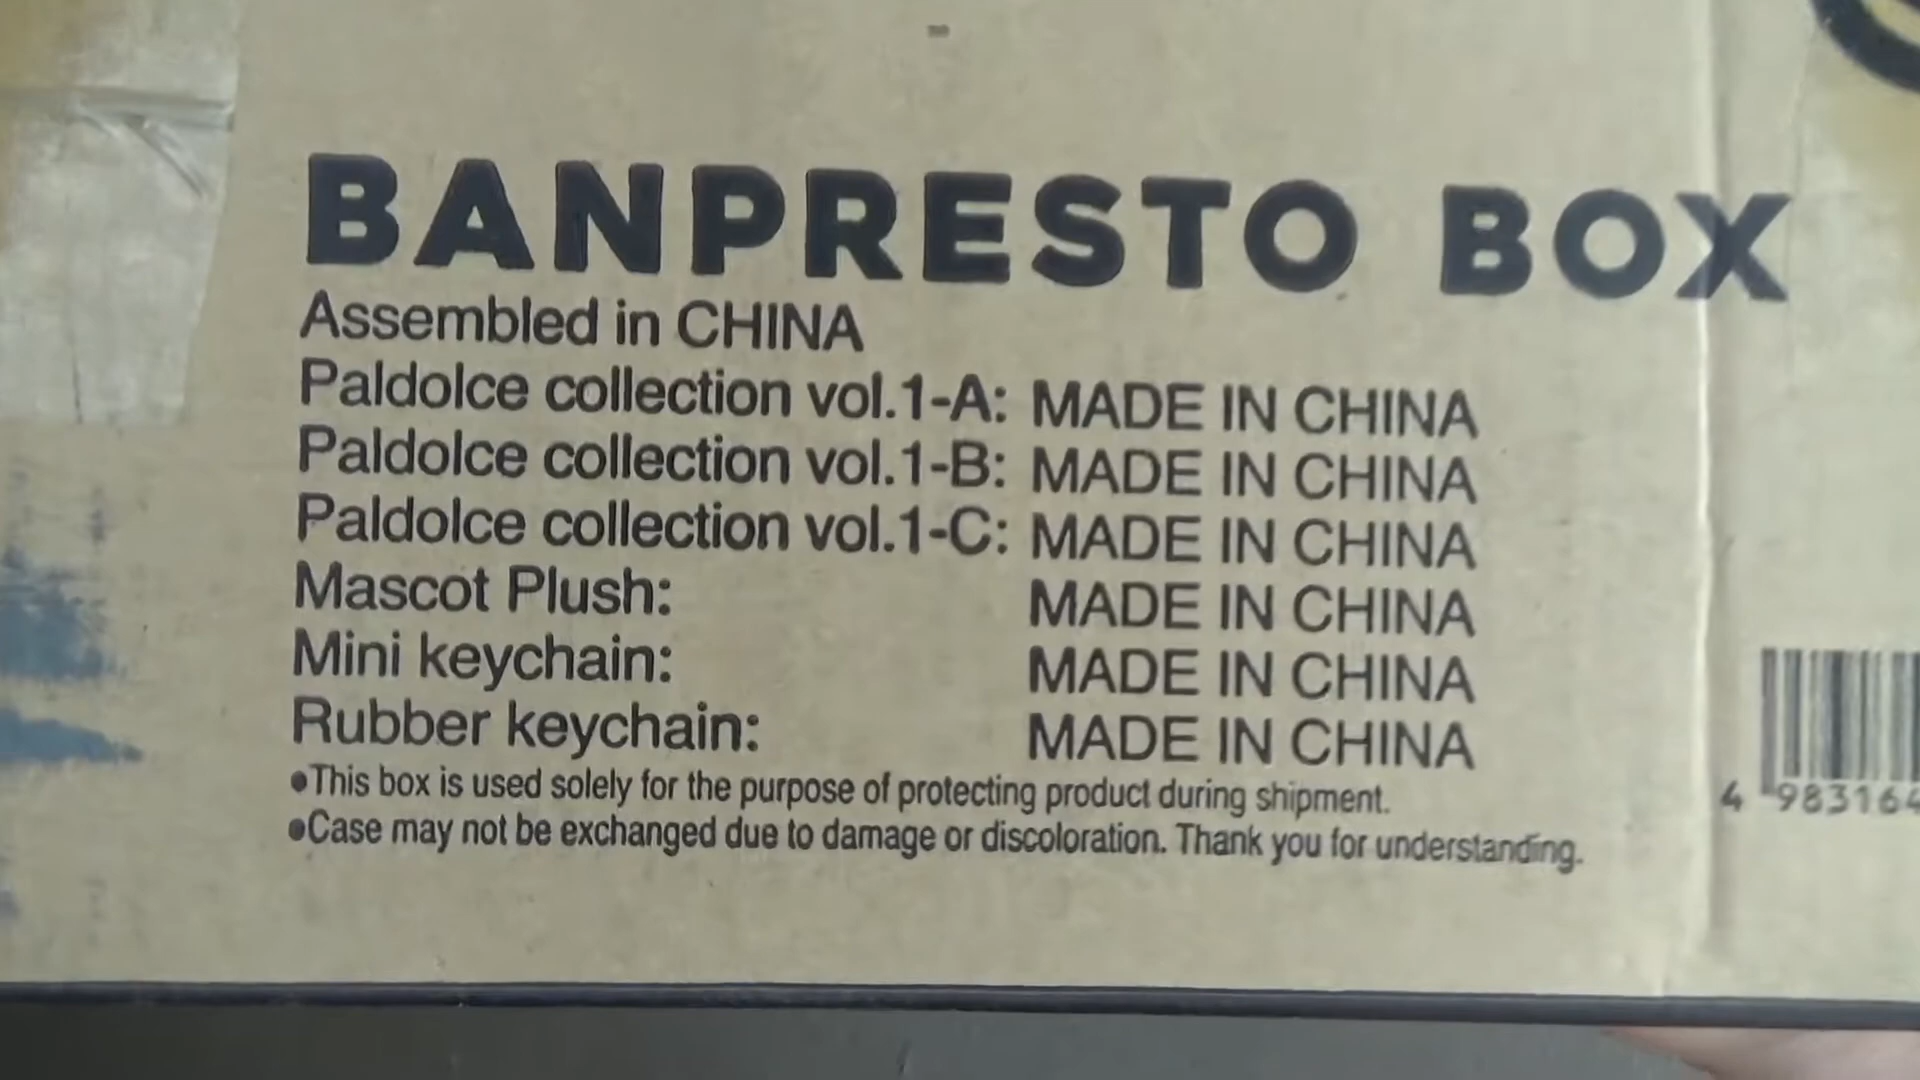 BANPRESTO BOX
Assembled in CHINA
Paldolce collection vol.1-A: MADE IN CHINA
Paldolce collection vol.1-B: MADE IN CHINA
Paldolce collection vol.1-C: MADE IN CHINA
Mascot Plush: MADE IN CHINA
Mini keychain: MADE IN CHINA
Rubber keychain: MADE IN CHINA
●This box is used solely for the purpose of protecting product during shipment.
●Case may not be exchanged due to damage or discoloration. Thank you for understanding.
4 983164